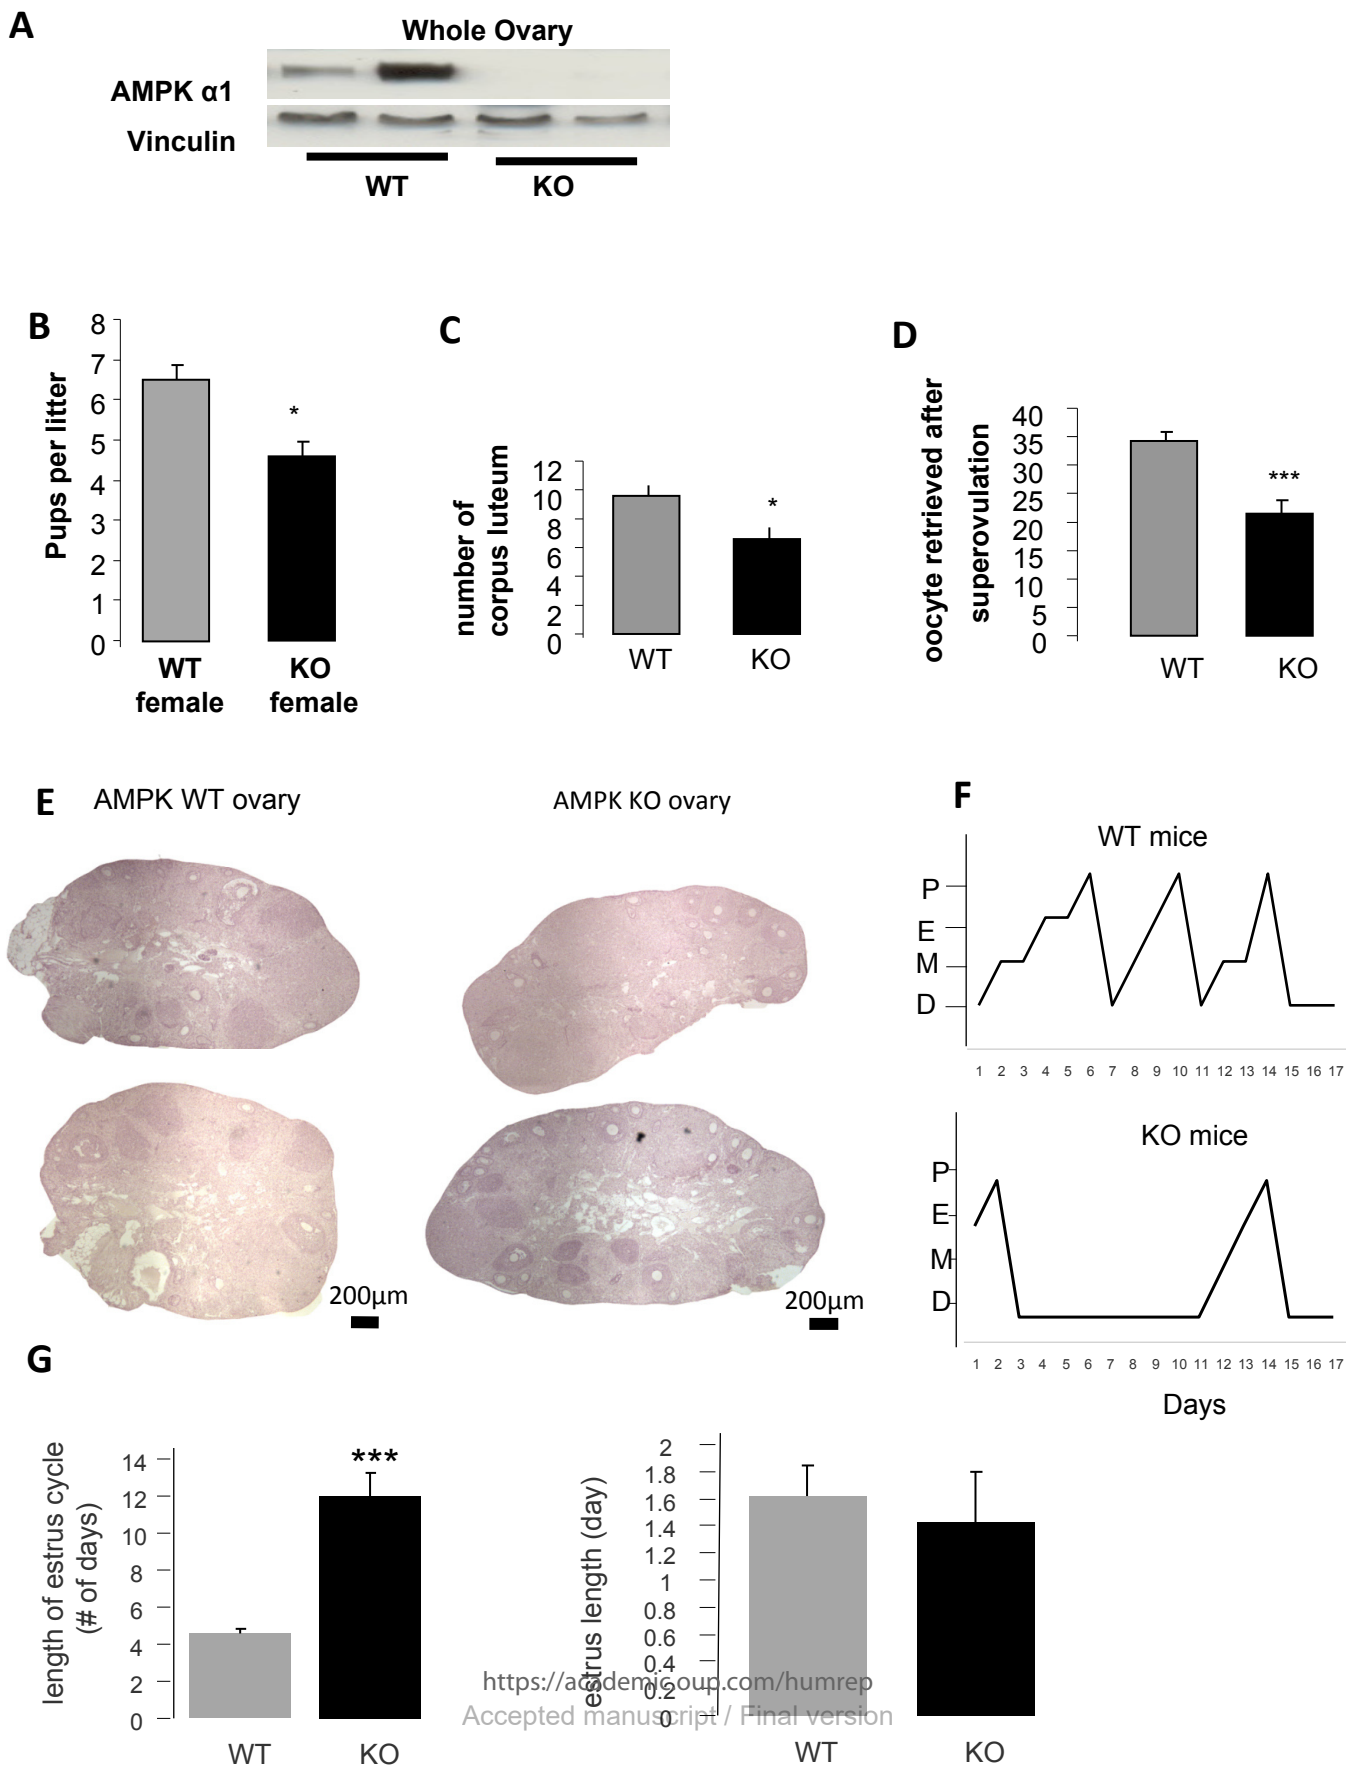 A
Whole Ovary
AMPK α1
Vinculin
WT
KO
B
Pups per litter
8
7
6
5
4
3
2
1
0
*
WT
female
KO
female
C
number of
corpus luteum
12
10
8
6
4
2
0
*
WT
KO
D
oocyte retrieved after
superovulation
40
35
30
25
20
15
10
5
0
***
WT
KO
E
AMPK WT ovary
AMPK KO ovary
200µm
200µm
F
WT mice
P
E
M
D
1 2 3 4 5 6 7 8 9 10 11 12 13 14 15 16 17
KO mice
P
E
M
D
1 2 3 4 5 6 7 8 9 10 11 12 13 14 15 16 17
Days
G
length of estrus cycle
(# of days)
14
12
10
8
6
4
2
0
***
WT
KO
estrus length (day)
2
1.8
1.6
1.4
1.2
1
0.8
0.6
0.4
0.2
0
WT
KO
https://academic.oup.com/humrep
Accepted manuscript / Final version